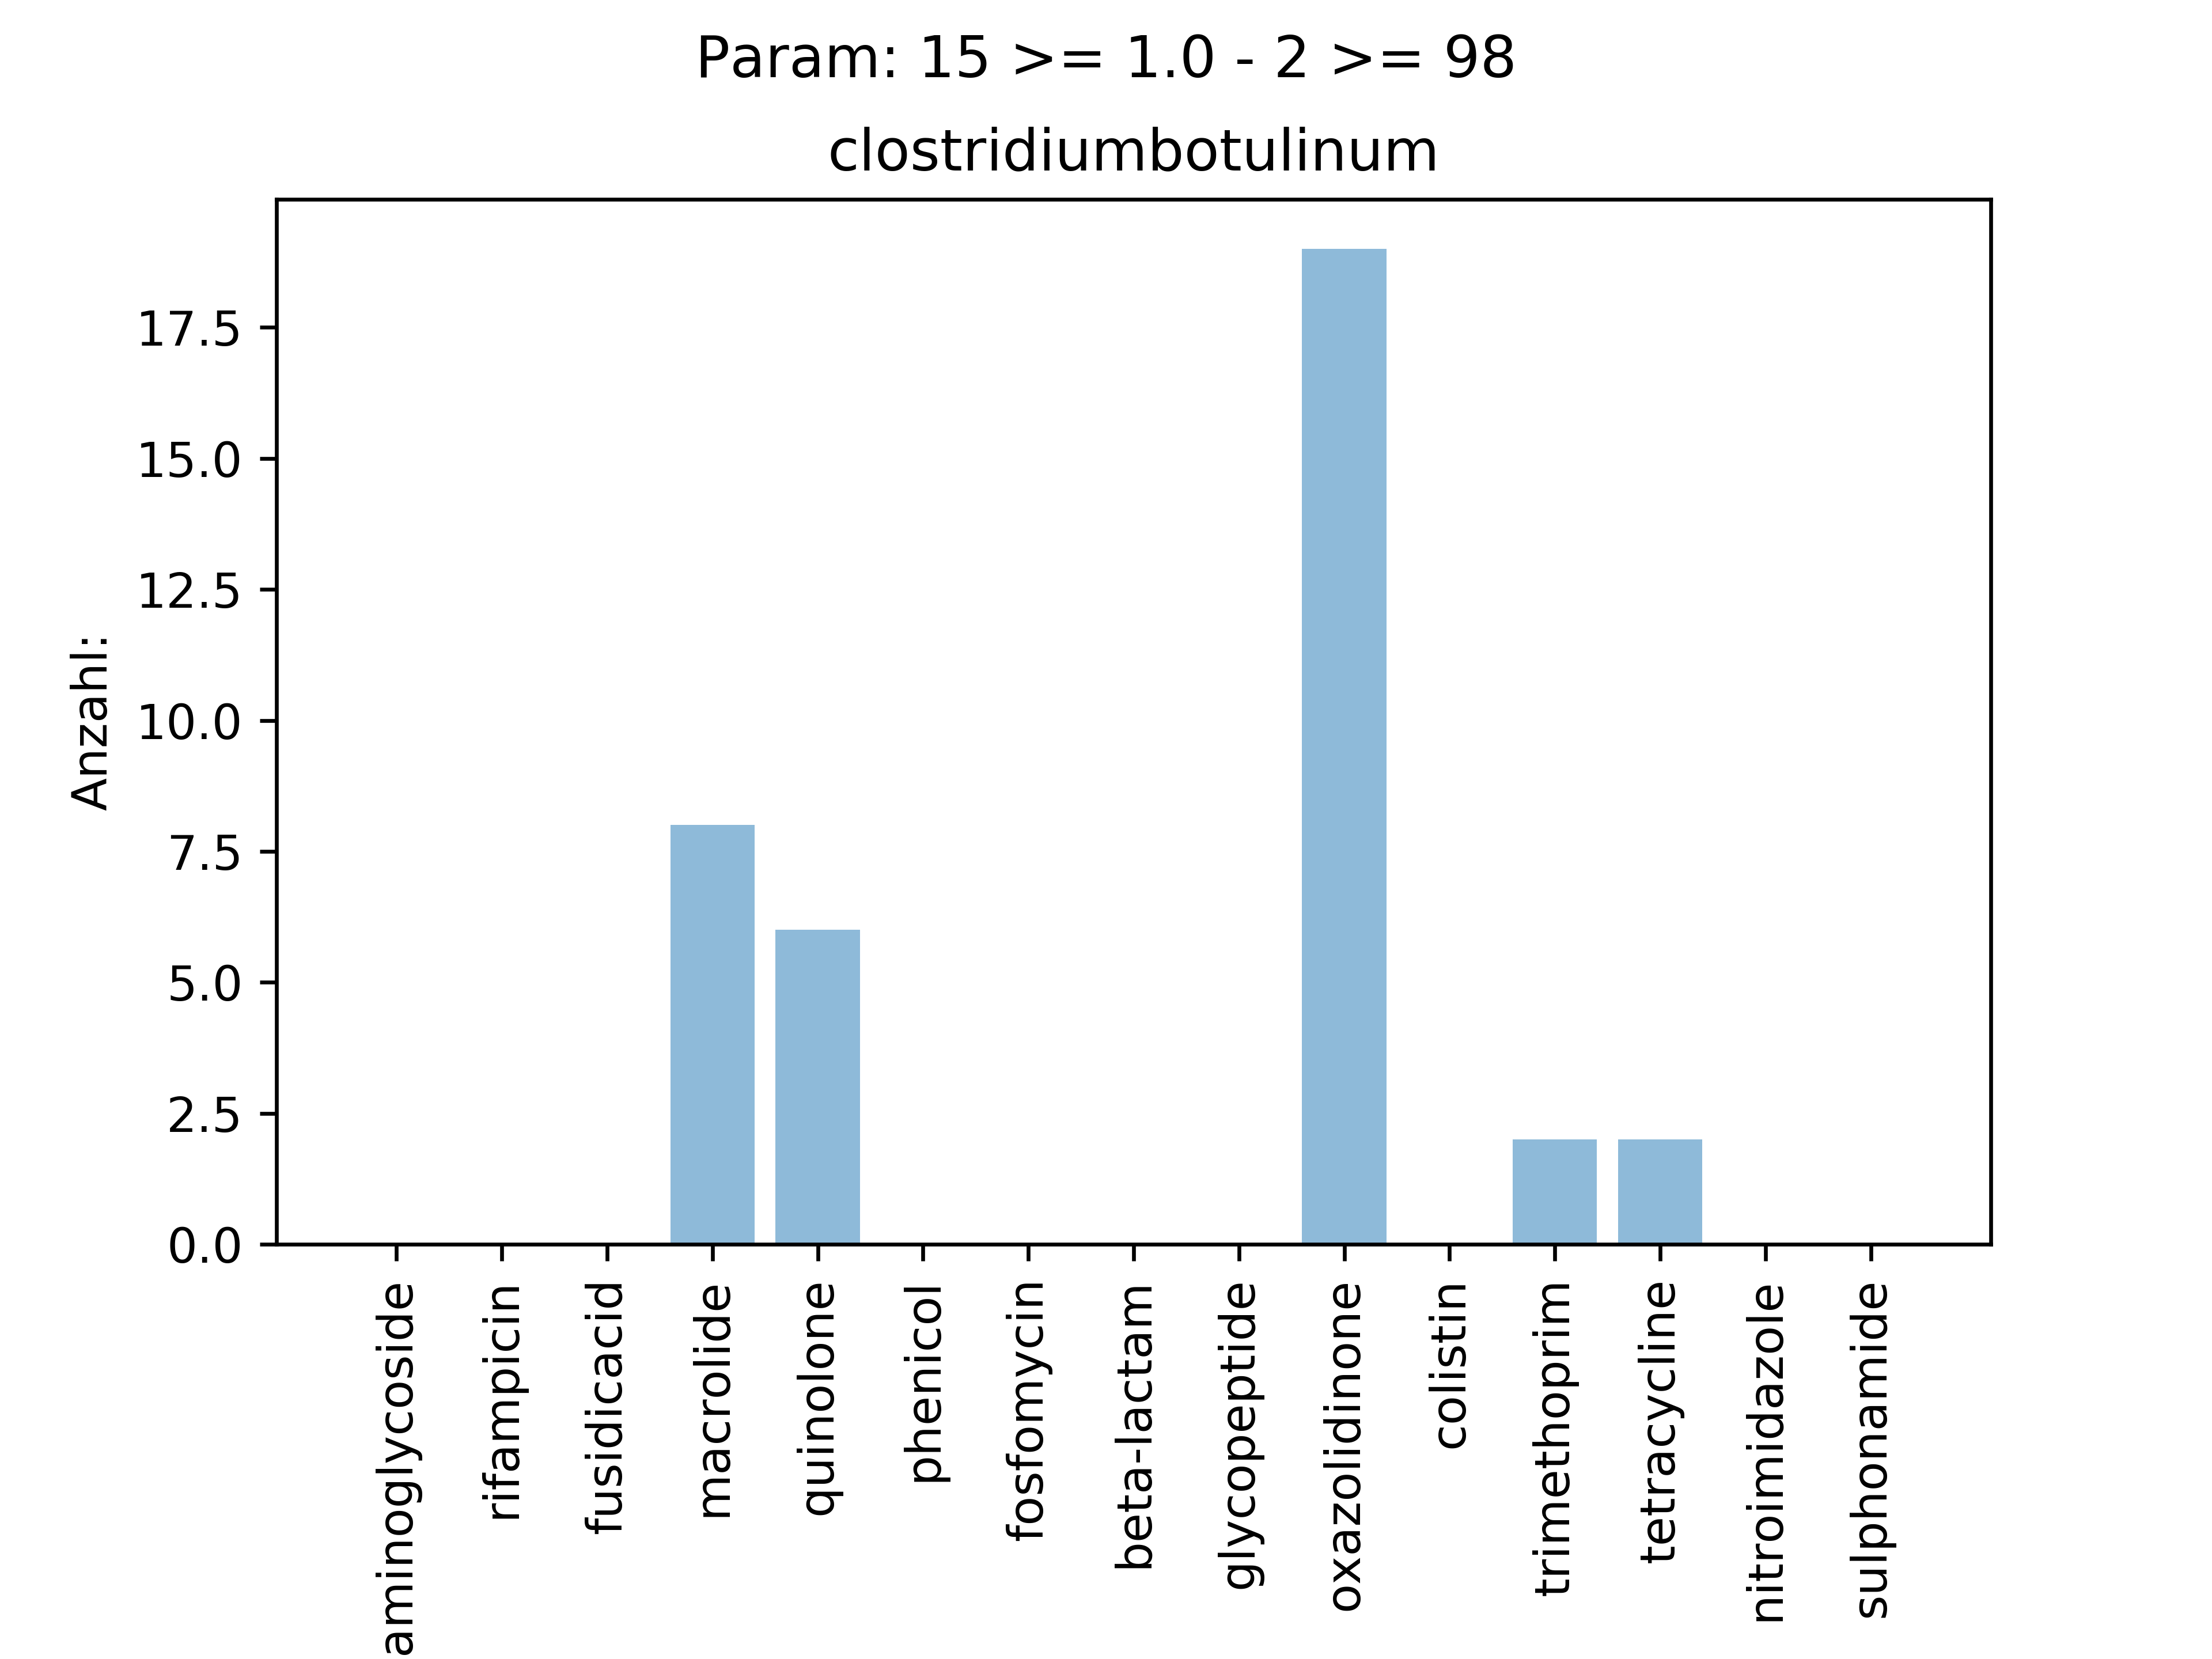 Param: 15 >= 1.0 - 2 >= 98
clostridiumbotulinum
Anzahl:
17.5
15.0
12.5
10.0
7.5
5.0
2.5
0.0
aminoglycoside
rifampicin
fusidicacid
macrolide
quinolone
phenicol
fosfomycin
beta-lactam
glycopeptide
oxazolidinone
colistin
trimethoprim
tetracycline
nitroimidazole
sulphonamide